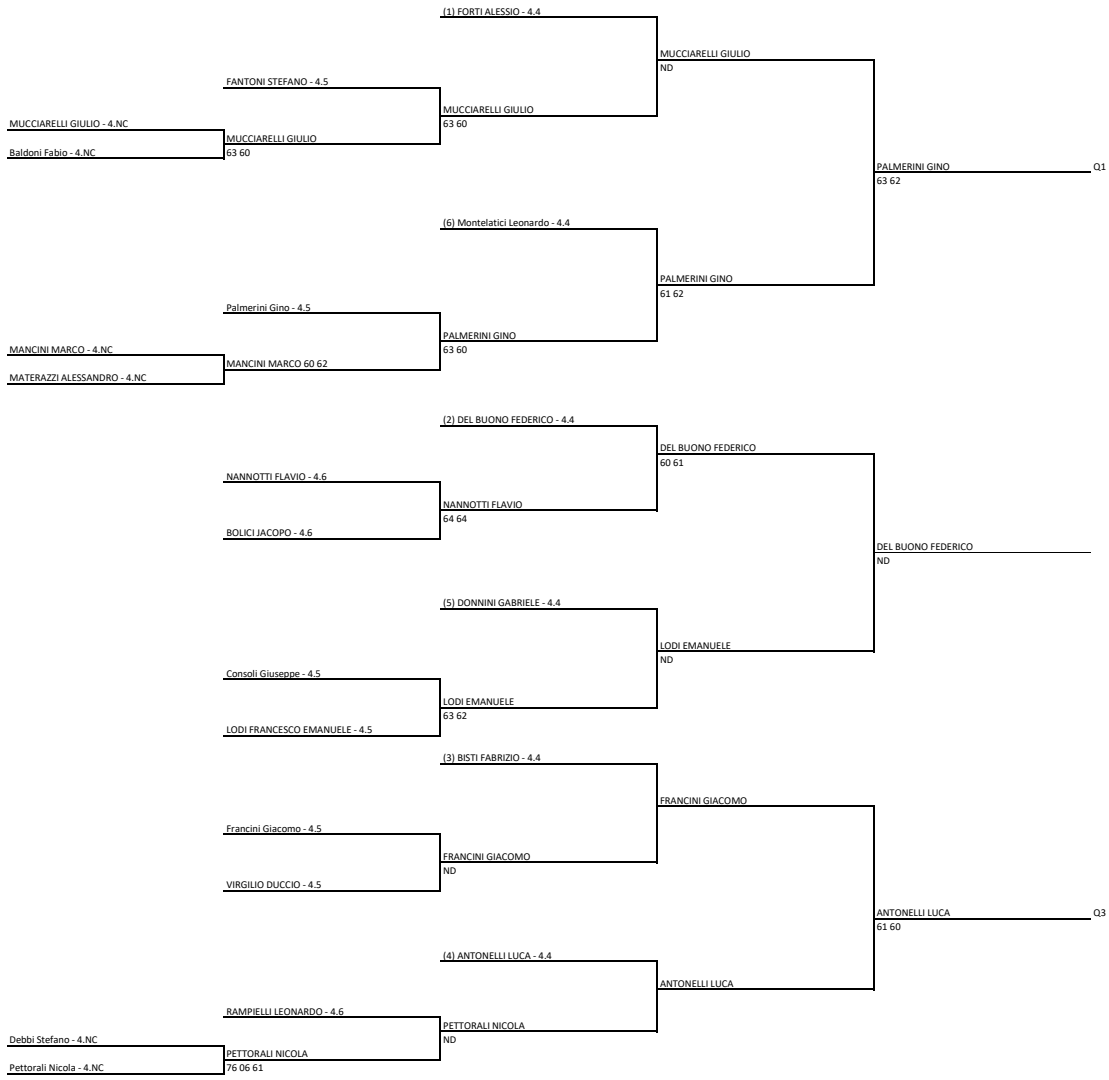 (1) FORTI ALESSIO - 4.4
MUCCIARELLI GIULIO
ND
FANTONI STEFANO - 4.5
MUCCIARELLI GIULIO
63 60
MUCCIARELLI GIULIO - 4.NC
MUCCIARELLI GIULIO
63 60
Baldoni Fabio - 4.NC
PALMERINI GINO
Q1
63 62
(6) Montelatici Leonardo - 4.4
PALMERINI GINO
61 62
Palmerini Gino - 4.5
PALMERINI GINO
63 60
MANCINI MARCO - 4.NC
MANCINI MARCO 60 62
MATERAZZI ALESSANDRO - 4.NC
(2) DEL BUONO FEDERICO - 4.4
DEL BUONO FEDERICO
60 61
NANNOTTI FLAVIO - 4.6
NANNOTTI FLAVIO
64 64
BOLICI JACOPO - 4.6
DEL BUONO FEDERICO
ND
(5) DONNINI GABRIELE - 4.4
LODI EMANUELE
ND
Consoli Giuseppe - 4.5
LODI EMANUELE
63 62
LODI FRANCESCO EMANUELE - 4.5
(3) BISTI FABRIZIO - 4.4
FRANCINI GIACOMO
Francini Giacomo - 4.5
FRANCINI GIACOMO
ND
VIRGILIO DUCCIO - 4.5
ANTONELLI LUCA
Q3
61 60
(4) ANTONELLI LUCA - 4.4
ANTONELLI LUCA
RAMPIELLI LEONARDO - 4.6
PETTORALI NICOLA
ND
Debbi Stefano - 4.NC
PETTORALI NICOLA
76 06 61
Pettorali Nicola - 4.NC